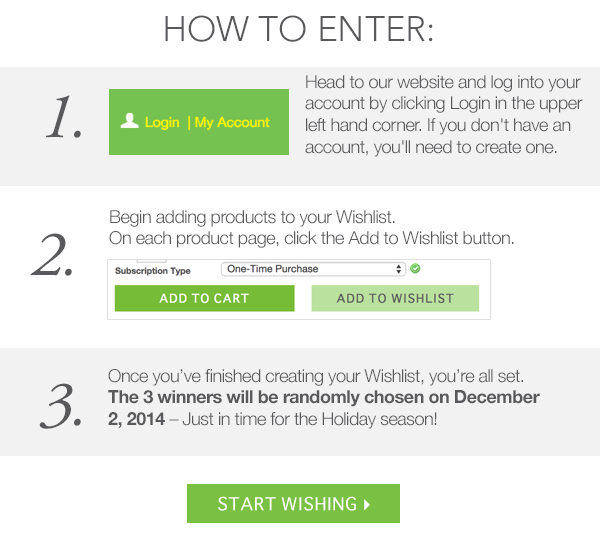 HOW TO ENTER:
1.
Login | My Account
Head to our website and log into your
account by clicking Login in the upper
left hand corner. If you don't have an
account, you'll need to create one.
2.
Begin adding products to your Wishlist.
On each product page, click the Add to Wishlist button.
Subscription Type One-Time Purchase
ADD TO CART ADD TO WISHLIST
3.
Once you’ve finished creating your Wishlist, you’re all set.
The 3 winners will be randomly chosen on December
2, 2014 – Just in time for the Holiday season!
START WISHING